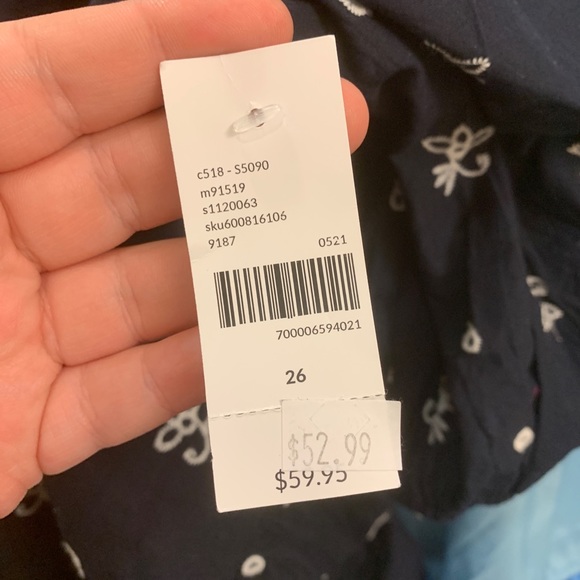 c518 - S5090
m91519
s1120063
sku600816106
9187 0521
700006594021
26
$52.99
$59.95